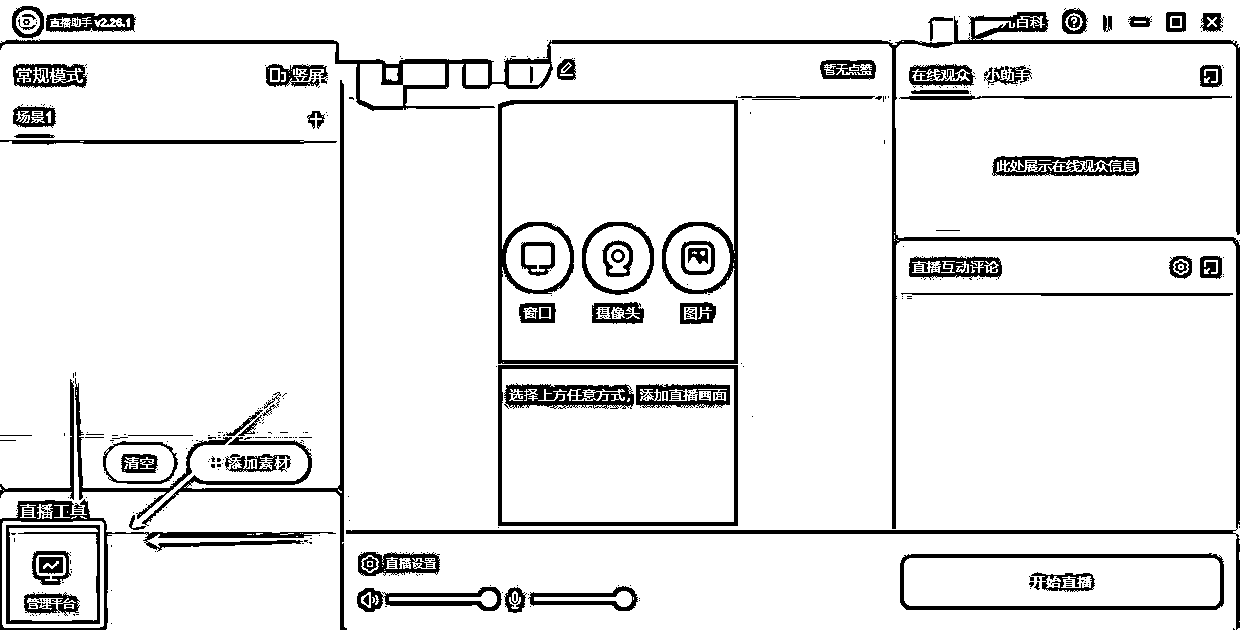 直播助手 v2.26.1
百科
常规模式
竖屏
暂无点赞
在线观众 小助手
场景1
此处展示在线观众信息
直播互动评论
窗口 摄像头 图片
选择上方任意方式，添加直播画面
清空
添加素材
直播工具
管理平台
直播设置
开始直播